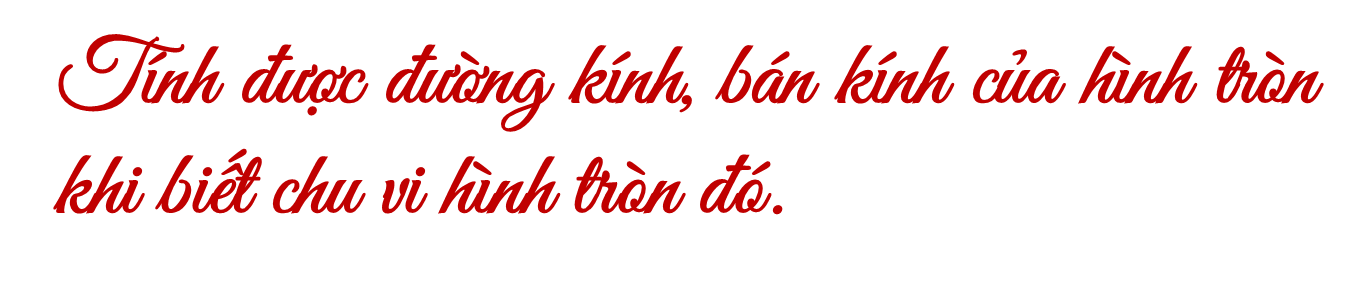 Tính được đường kính, bán kính của hình tròn
khi biết chu vi hình tròn đó.